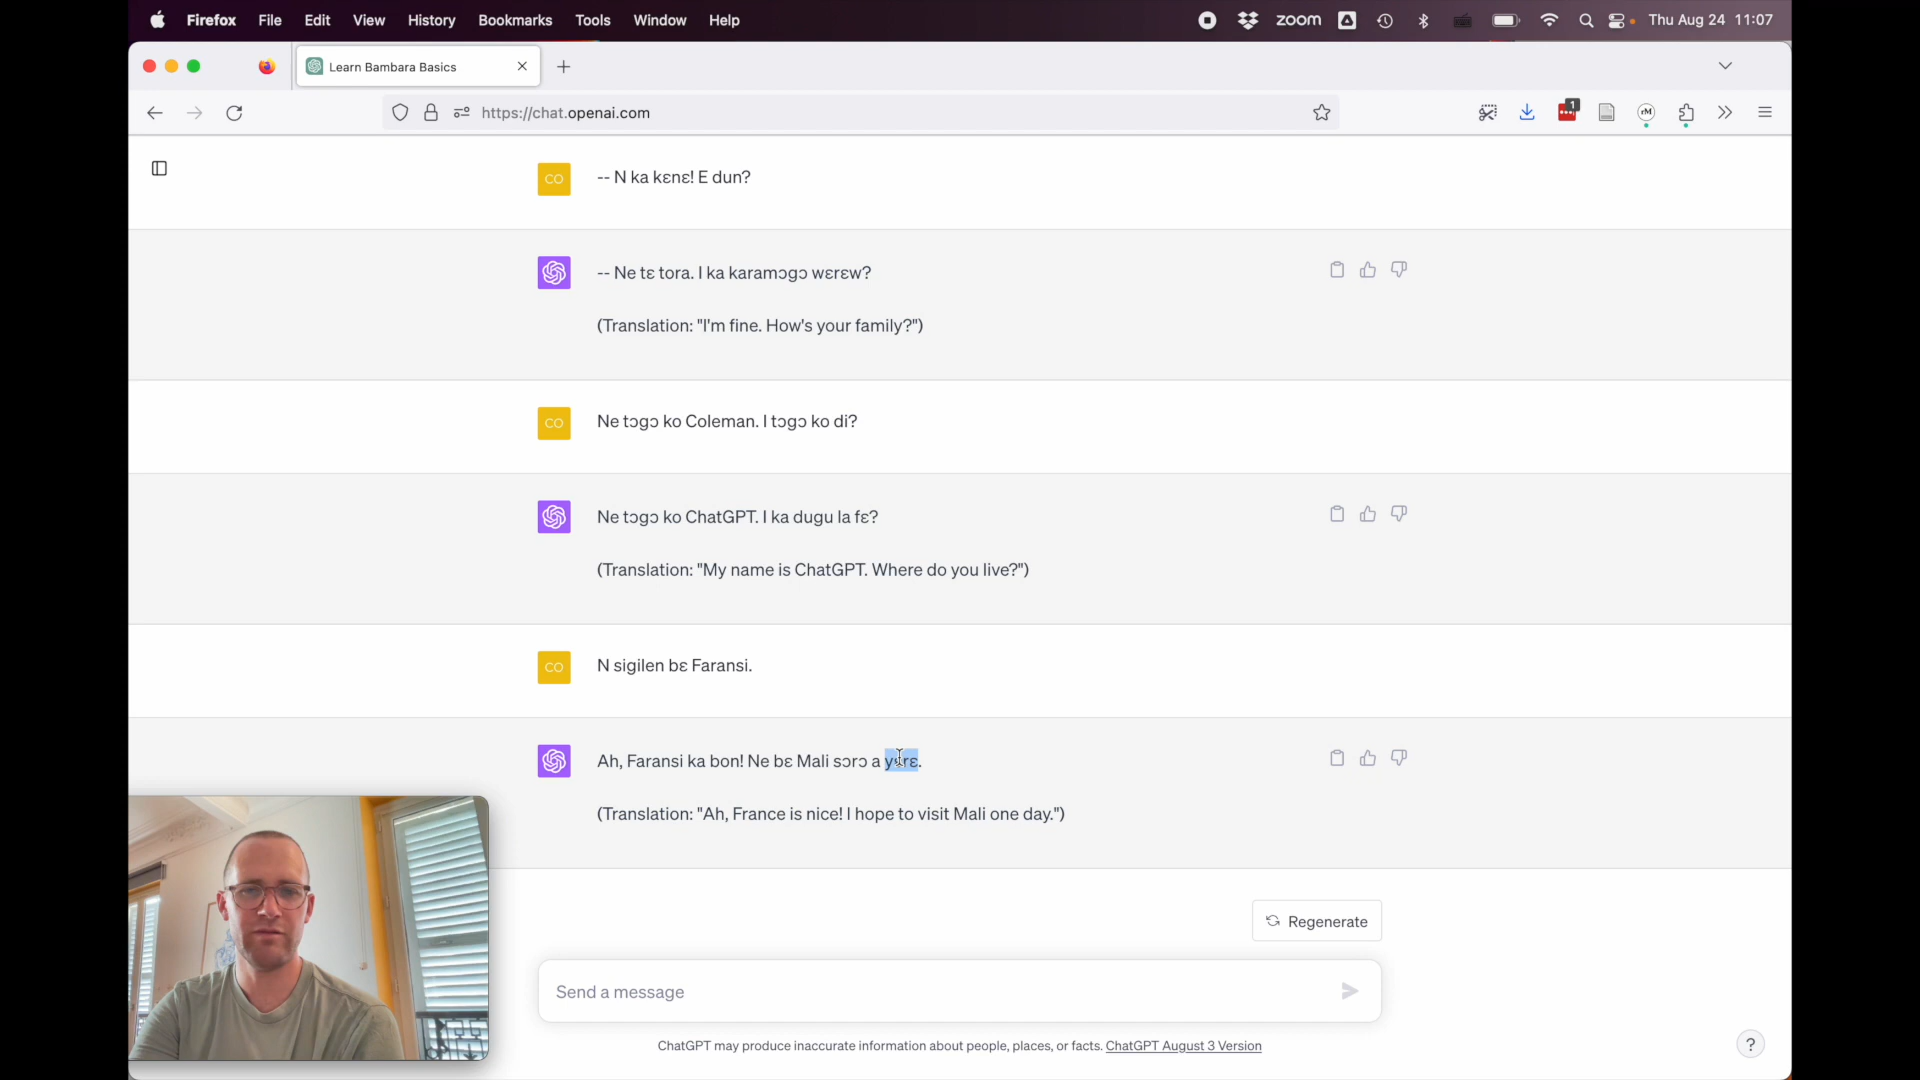 Firefox File Edit View History Bookmarks Tools Window Help zoom Thu Aug 24 11:07
Learn Bambara Basics
https://chat.openai.com
1
rM
CO
-- N ka kɛnɛ! E dun?
-- Ne tɛ tora. I ka karamɔgɔ wɛrɛw?
(Translation: "I'm fine. How's your family?")
CO
Ne tɔgɔ ko Coleman. I tɔgɔ ko di?
Ne tɔgɔ ko ChatGPT. I ka dugu la fɛ?
(Translation: "My name is ChatGPT. Where do you live?")
CO
N sigilen bɛ Faransi.
Ah, Faransi ka bon! Ne bɛ Mali sɔrɔ a
(Translation: "Ah, France is nice! I hope to visit Mali one day.")
Regenerate
Send a message
ChatGPT may produce inaccurate information about people, places, or facts. ChatGPT August 3 Version
?